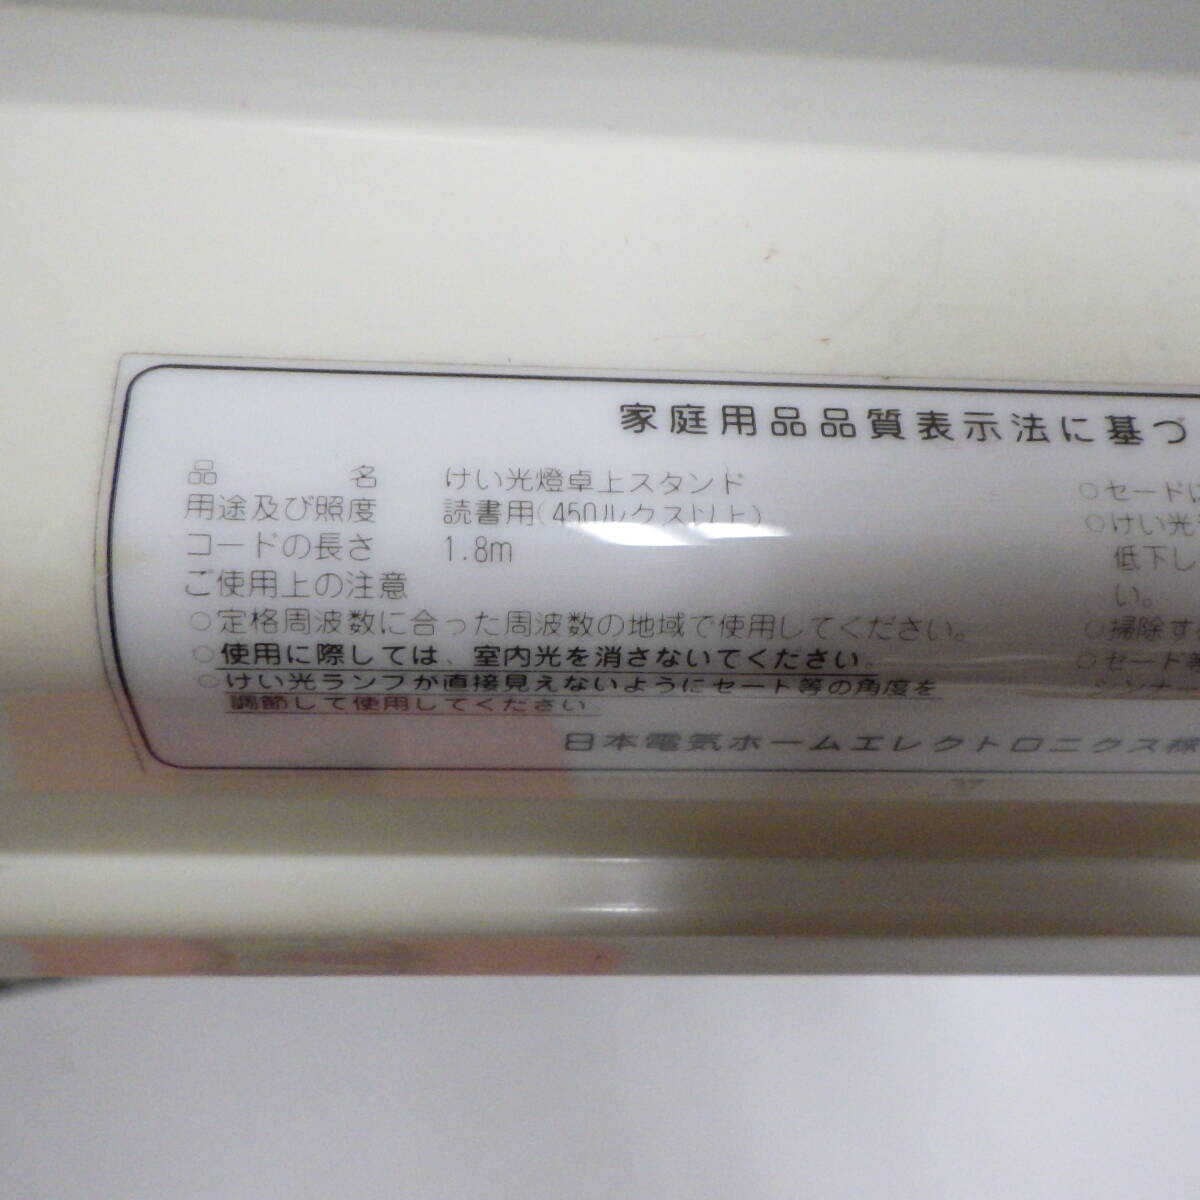 家庭用品品質表示法に基づ
品名 けい光燈卓上スタンド
用途及び照度 読書用(450ルクス以上)
コードの長さ 1.8m
ご使用上の注意
○定格周波数に合った周波数の地域で使用してください。
○使用に際しては、室内光を消さないでください。
○けい光ランプが直接見えないようにセード等の角度を
調節して使用してください。
○セードに
○けい光
低下し
い。
○掃除す
○セード等
シンナー
日本電気ホームエレクトロニクス株